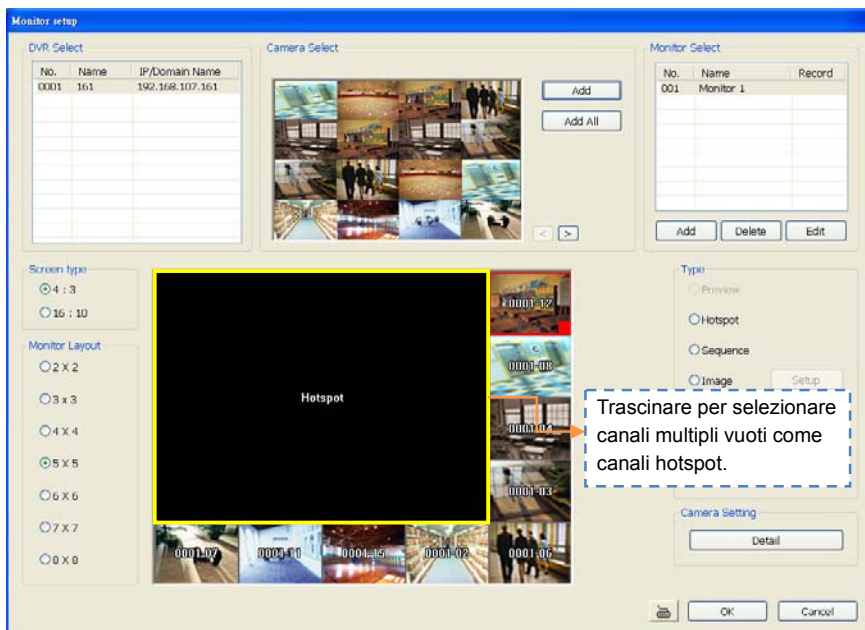 Monitor setup
DVR Select
No. Name IP/Domain Name
0001 161 192.168.107.161
Camera Select
Add
Add All
< >
Monitor Select
No. Name Record
001 Monitor 1
Add Delete Edit
Screen type
4 : 3
16 : 10
Monitor Layout
2 X 2
3 x 3
4 X 4
5 X 5
6 X 6
7 X 7
8 X 8
Hotspot
0001-12
0001-08
0001-04
0001-03
0001-07 0001-11 0001-15 0001-02 0001-06
Type
Preview
Hotspot
Sequence
Image Setup
Trascinare per selezionare
canali multipli vuoti come
canali hotspot.
Camera Setting
Detail
OK Cancel